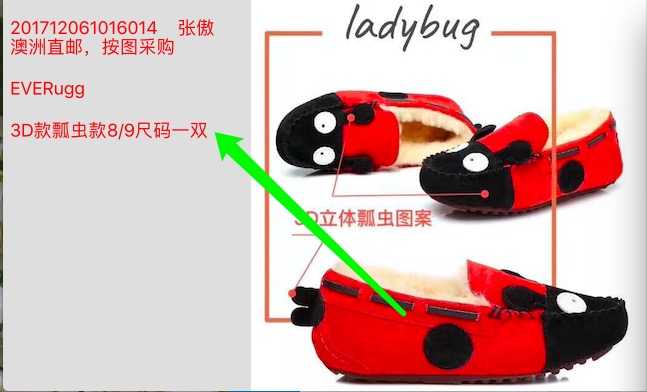 201712061016014 张傲
澳洲直邮，按图采购
EVERugg
3D款瓢虫款8/9尺码一双
ladybug
3D立体瓢虫图案